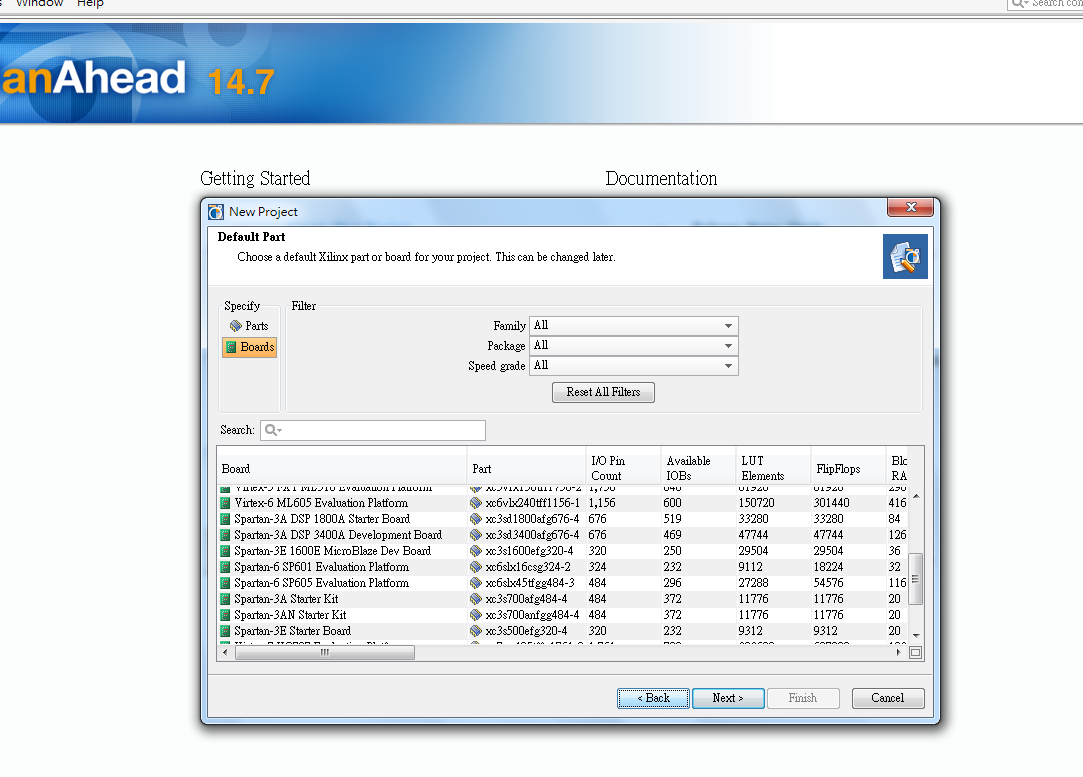 Window Help
Search
anAhead 14.7
Getting Started
Documentation
New Project
Default Part
Choose a default Xilinx part or board for your project. This can be changed later.
Specify
Filter
Parts
Boards
Family All
Package All
Speed grade All
Reset All Filters
Search:
Board Part I/O Pin Count Available IOBs LUT Elements FlipFlops Blc RA
Virtex-6 ML605 Evaluation Platform xc6vlx240tff1156-1 1,156 600 150720 301440 416
Spartan-3A DSP 1800A Starter Board xc3sd1800afg676-4 676 519 33280 33280 84
Spartan-3A DSP 3400A Development Board xc3sd3400afg676-4 676 469 47744 47744 126
Spartan-3E 1600E MicroBlaze Dev Board xc3s1600efg320-4 320 250 29504 29504 36
Spartan-6 SP601 Evaluation Platform xc6slx16csg324-2 324 232 9112 18224 32
Spartan-6 SP605 Evaluation Platform xc6slx45tfgg484-3 484 296 27288 54576 116
Spartan-3A Starter Kit xc3s700afg484-4 484 372 11776 11776 20
Spartan-3AN Starter Kit xc3s700anfgg484-4 484 372 11776 11776 20
Spartan-3E Starter Board xc3s500efg320-4 320 232 9312 9312 20
< Back
Next >
Finish
Cancel